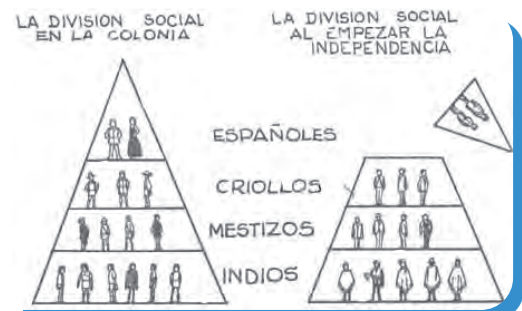 LA DIVISION SOCIAL
EN LA COLONIA
LA DIVISION SOCIAL
AL EMPEZAR LA
INDEPENDENCIA
ESPAÑOLES
CRIOLLOS
MESTIZOS
INDIOS